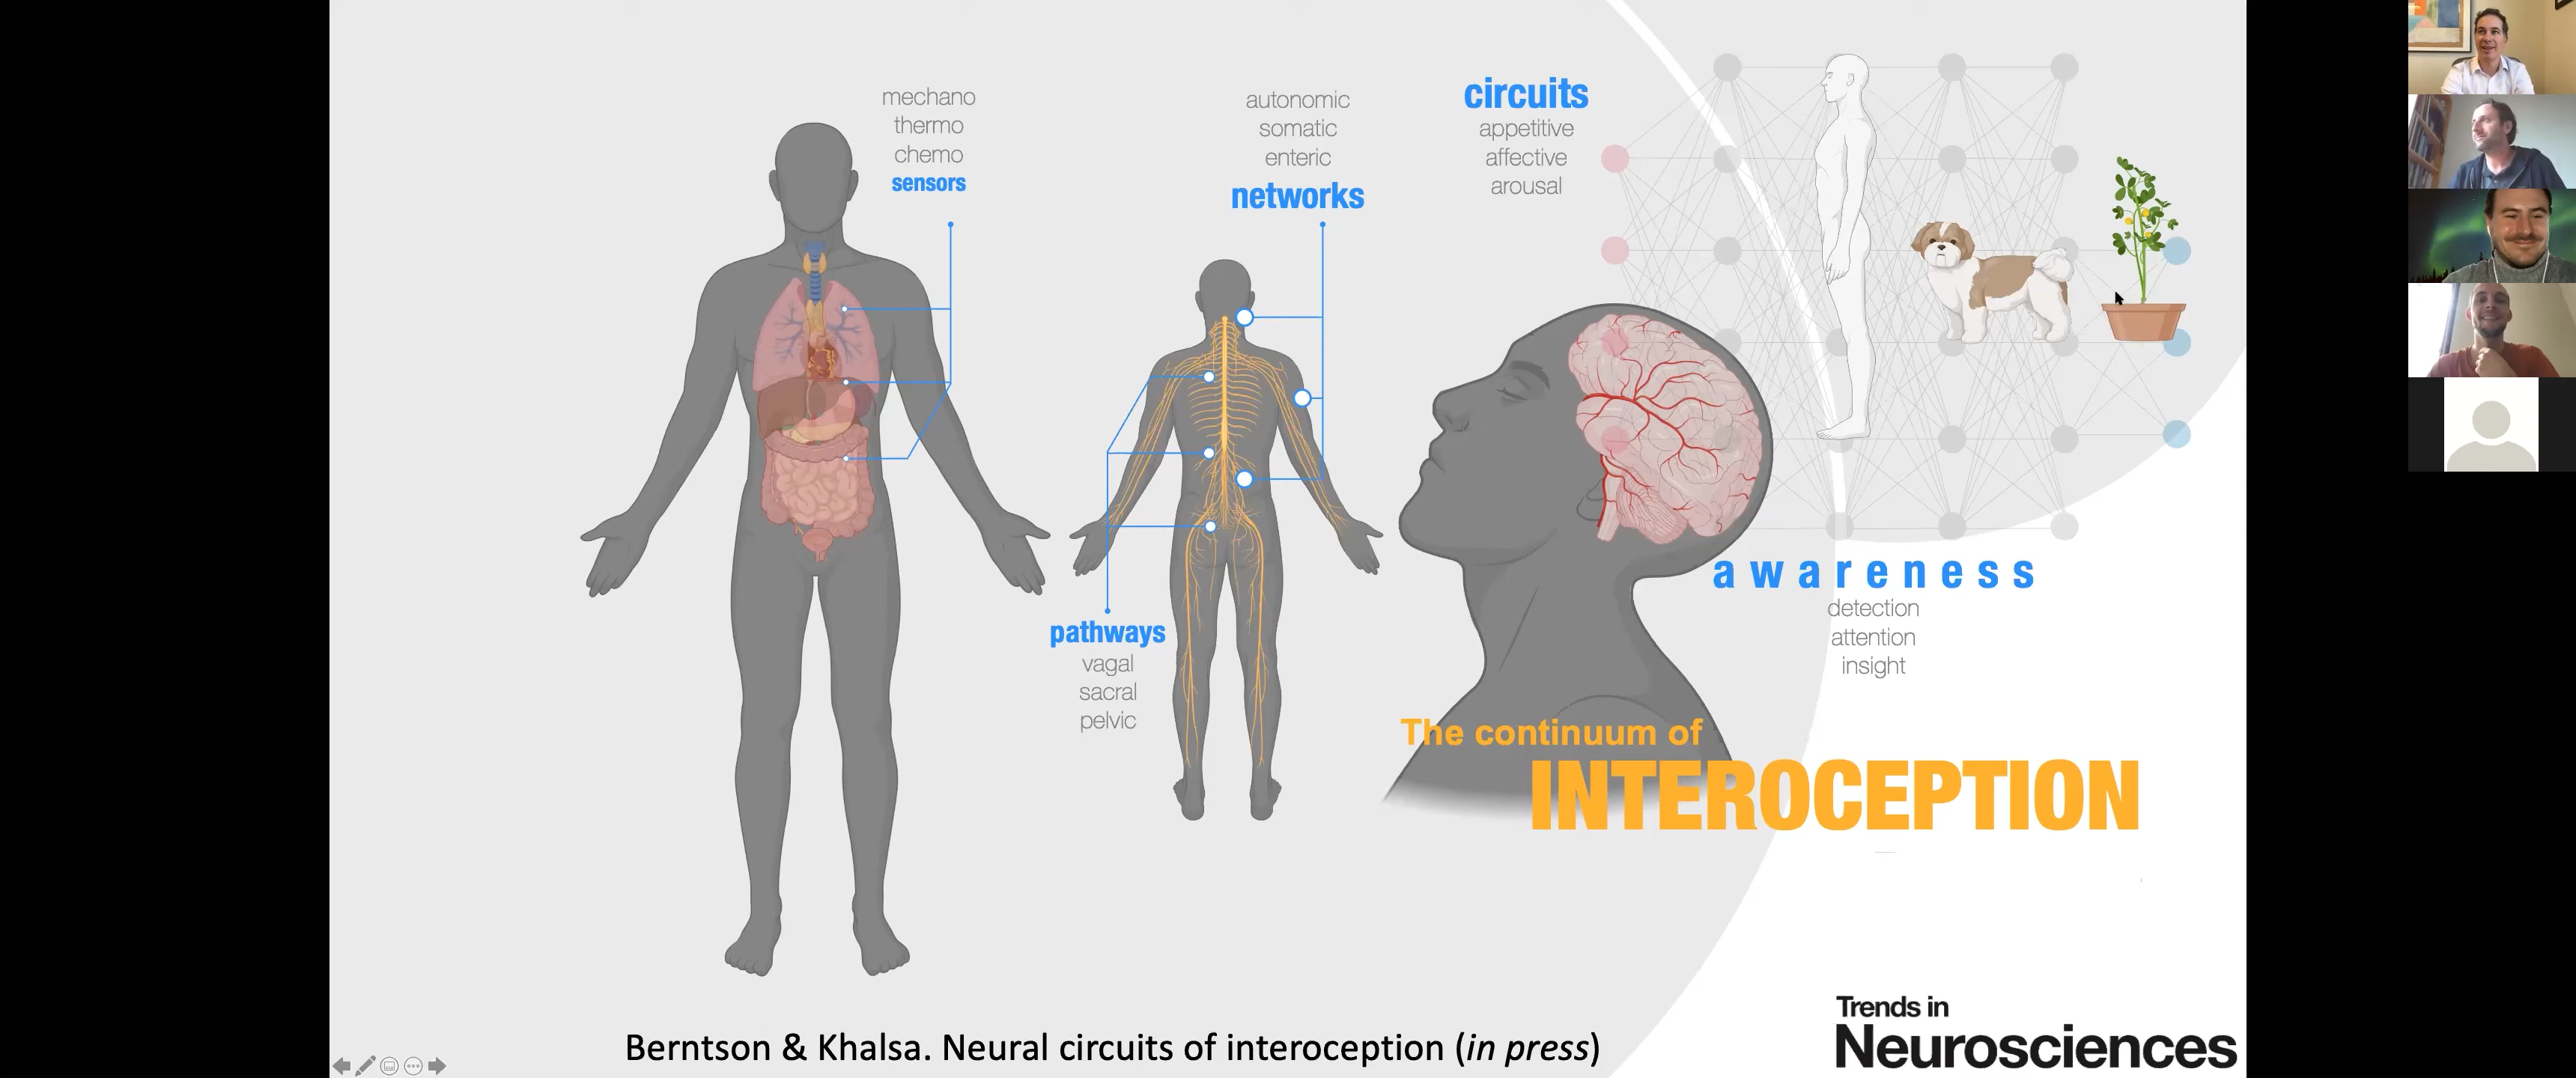 mechano
thermo
chemo
sensors
autonomic
somatic
enteric
networks
circuits
appetitive
affective
arousal
pathways
vagal
sacral
pelvic
awareness
detection
attention
insight
The continuum of
INTEROCEPTION
Berntson & Khalsa. Neural circuits of interoception (in press)
Trends in
Neurosciences